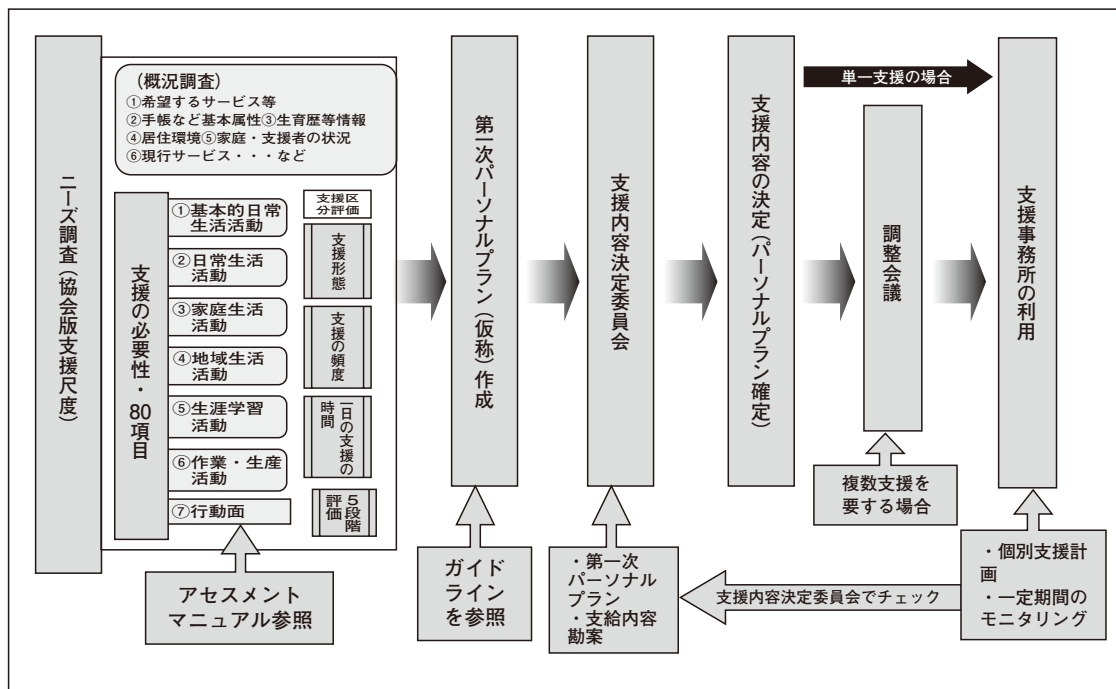 ニーズ調査（協会版支援尺度）
（概況調査）
①希望するサービス等
②手帳など基本属性③生育歴等情報
④居住環境⑤家庭・支援者の状況
⑥現行サービス・・・など
支援の必要性・80項目
①基本的日常
生活活動
②日常生活
活動
③家庭生活
活動
④地域生活
活動
⑤生涯学習
活動
⑥作業・生産
活動
⑦行動面
支援区
分評価
支援形態
支援の頻度
一日の支援の
時間
５段階
評価
アセスメント
マニュアル参照
第一次パーソナルプラン（仮称）作成
ガイド
ライン
を参照
支援内容決定委員会
・第一次
パーソナル
プラン
・支給内容
勘案
支援内容の決定（パーソナルプラン確定）
単一支援の場合
調整会議
複数支援を
要する場合
支援事務所の利用
・個別支援計
画
・一定期間の
モニタリング
支援内容決定委員会でチェック